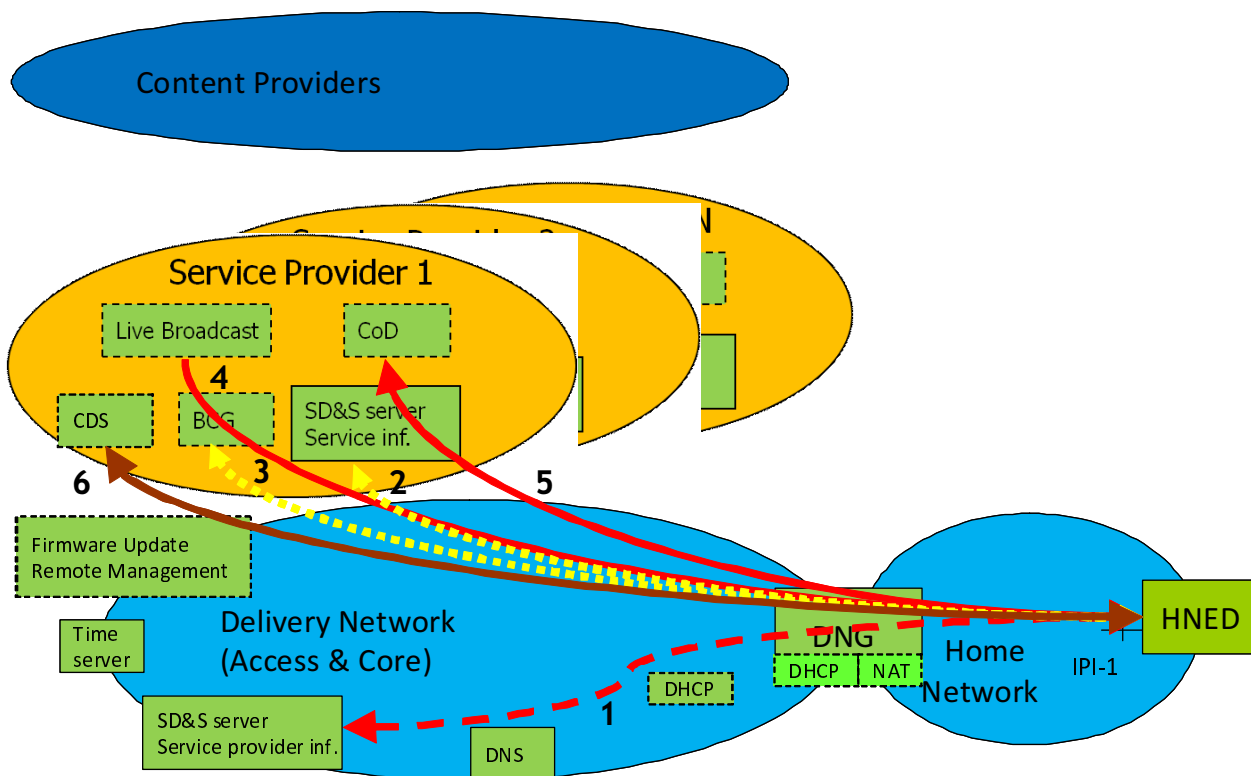 Content Providers
N
Service Provider 1
Live Broadcast
CoD
4
CDS
BCG
SD&S server
Service inf.
6
3
2
5
Firmware Update
Remote Management
Time
server
Delivery Network
(Access & Core)
DNG
DHCP
NAT
Home
Network
IPI-1
HNED
DHCP
1
SD&S server
Service provider inf.
DNS